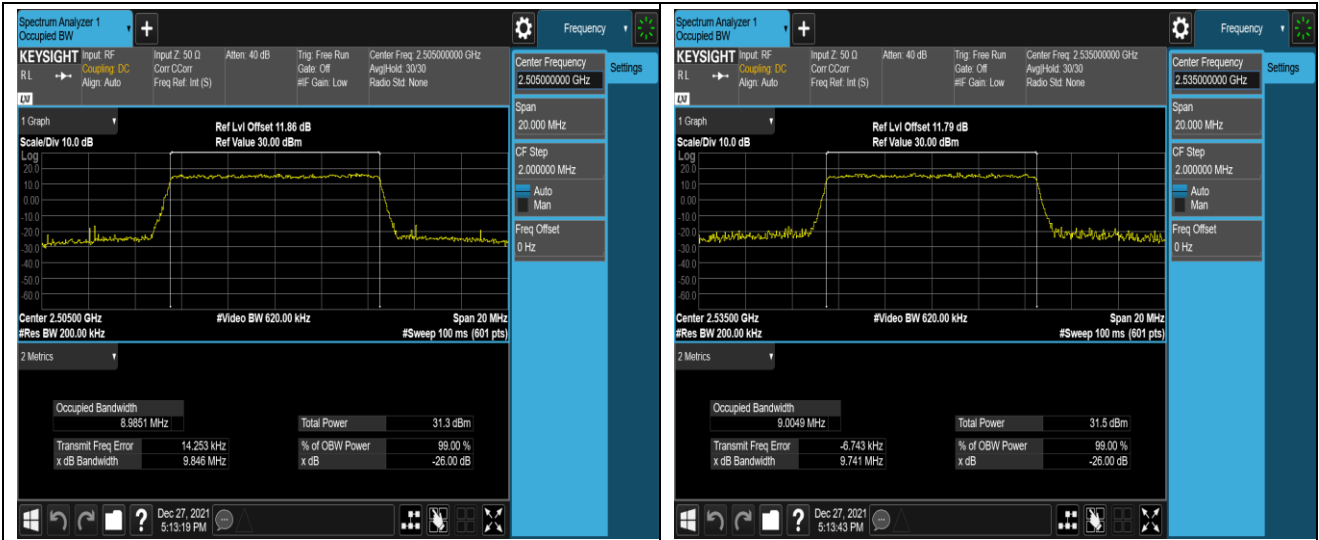 Spectrum Analyzer 1
Occupied BW
+
Frequency
KEYSIGHT Input: RF Input Z: 50 Ω Atten: 40 dB Trig: Free Run Center Freq: 2.505000000 GHz
RL Coupling: DC Corr CCorr Gate: Off Avg|Hold: 30/30
Align: Auto Freq Ref: Int (S) #IF Gain: Low Radio Std: None
LXI
Center Frequency
2.505000000 GHz
Settings
Span
20.000 MHz
CF Step
2.000000 MHz
Auto
Man
Freq Offset
0 Hz
1 Graph
Ref Lvl Offset 11.86 dB
Scale/Div 10.0 dB Ref Value 30.00 dBm
Log
20.0
10.0
0.00
-10.0
-20.0
-30.0
-40.0
-50.0
-60.0
Center 2.50500 GHz #Video BW 620.00 kHz Span 20 MHz
#Res BW 200.00 kHz #Sweep 100 ms (601 pts)
2 Metrics
Occupied Bandwidth
8.9851 MHz Total Power 31.3 dBm
Transmit Freq Error 14.253 kHz % of OBW Power 99.00 %
x dB Bandwidth 9.846 MHz x dB -26.00 dB
? Dec 27, 2021
5:13:19 PM
Spectrum Analyzer 1
Occupied BW
+
Frequency
KEYSIGHT Input: RF Input Z: 50 Ω Atten: 40 dB Trig: Free Run Center Freq: 2.535000000 GHz
RL Coupling: DC Corr CCorr Gate: Off Avg|Hold: 30/30
Align: Auto Freq Ref: Int (S) #IF Gain: Low Radio Std: None
LXI
Center Frequency
2.535000000 GHz
Settings
Span
20.000 MHz
CF Step
2.000000 MHz
Auto
Man
Freq Offset
0 Hz
1 Graph
Ref Lvl Offset 11.79 dB
Scale/Div 10.0 dB Ref Value 30.00 dBm
Log
20.0
10.0
0.00
-10.0
-20.0
-30.0
-40.0
-50.0
-60.0
Center 2.53500 GHz #Video BW 620.00 kHz Span 20 MHz
#Res BW 200.00 kHz #Sweep 100 ms (601 pts)
2 Metrics
Occupied Bandwidth
9.0049 MHz Total Power 31.5 dBm
Transmit Freq Error -6.743 kHz % of OBW Power 99.00 %
x dB Bandwidth 9.741 MHz x dB -26.00 dB
? Dec 27, 2021
5:13:43 PM